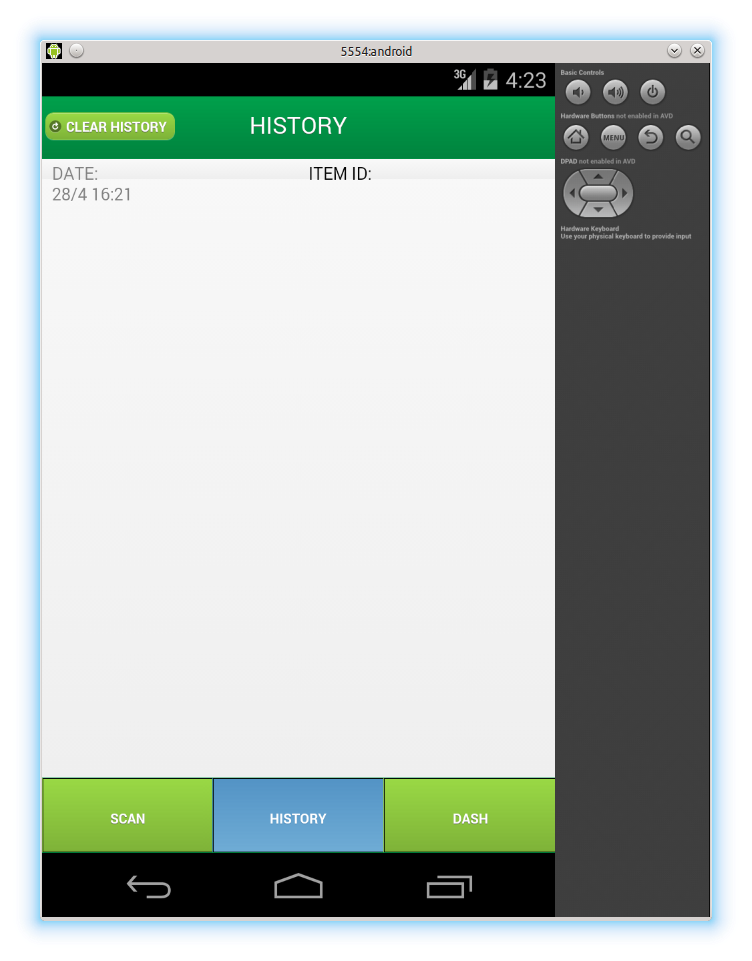 5554:android
3G 4:23
CLEAR HISTORY
HISTORY
DATE: ITEM ID:
28/4 16:21
SCAN
HISTORY
DASH
Basic Controls
Hardware Buttons not enabled in AVD
MENU
DPAD not enabled in AVD
Hardware Keyboard
Use your physical keyboard to provide input